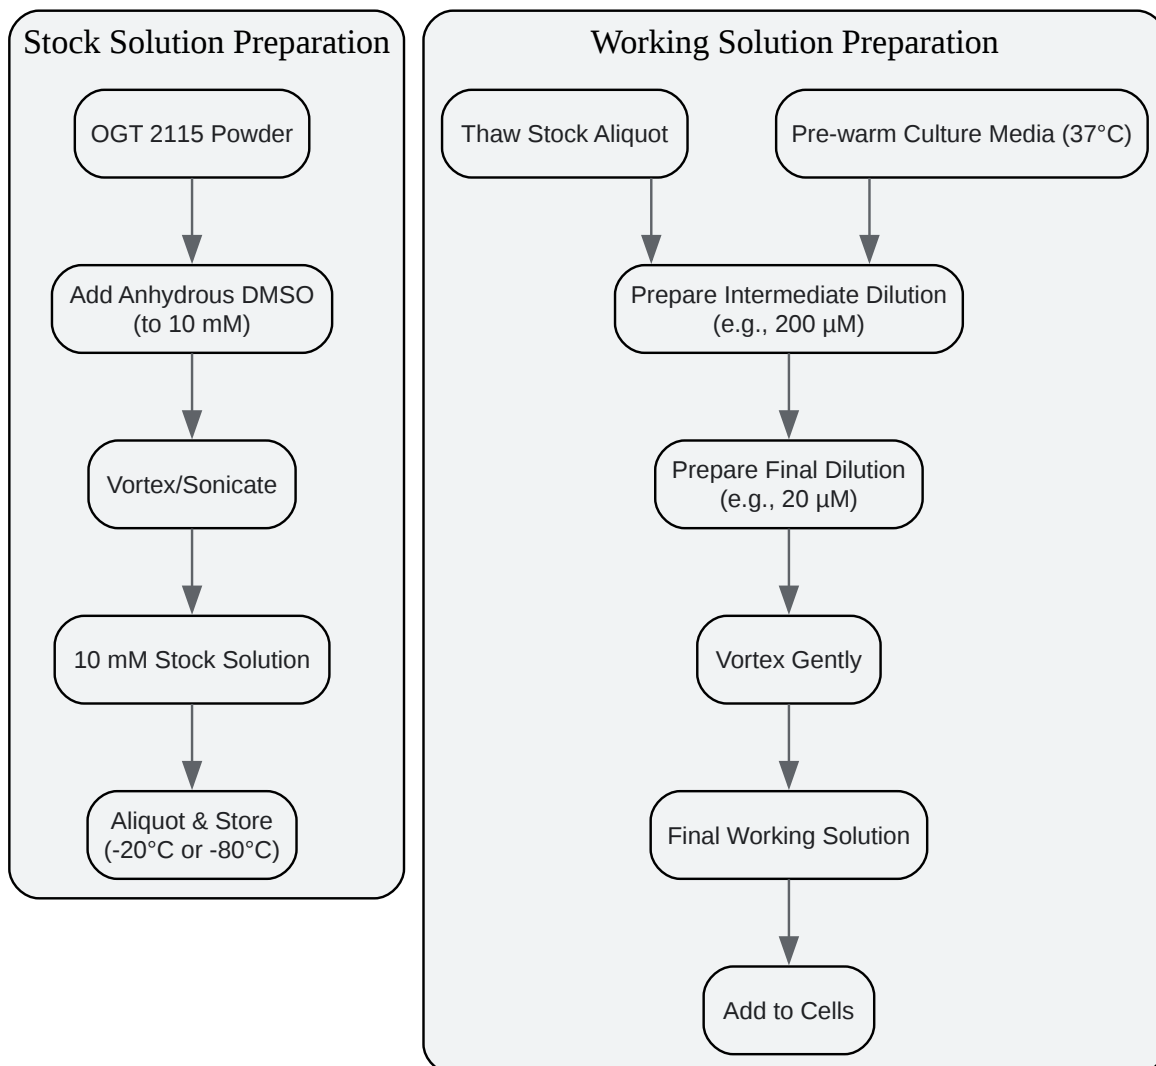 Stock Solution Preparation
OGT 2115 Powder
Add Anhydrous DMSO
(to 10 mM)
Vortex/Sonicate
10 mM Stock Solution
Aliquot & Store
(-20°C or -80°C)
Working Solution Preparation
Thaw Stock Aliquot
Pre-warm Culture Media (37°C)
Prepare Intermediate Dilution
(e.g., 200 µM)
Prepare Final Dilution
(e.g., 20 µM)
Vortex Gently
Final Working Solution
Add to Cells